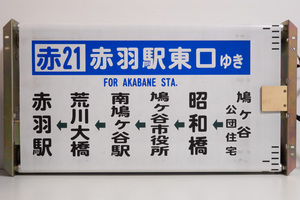 赤21 赤羽駅東口ゆき
FOR AKABANE STA.
鳩ヶ谷公団住宅
←
昭和橋
←
鳩ヶ谷市役所
←
南鳩ヶ谷駅
←
荒川大橋
←
赤羽駅